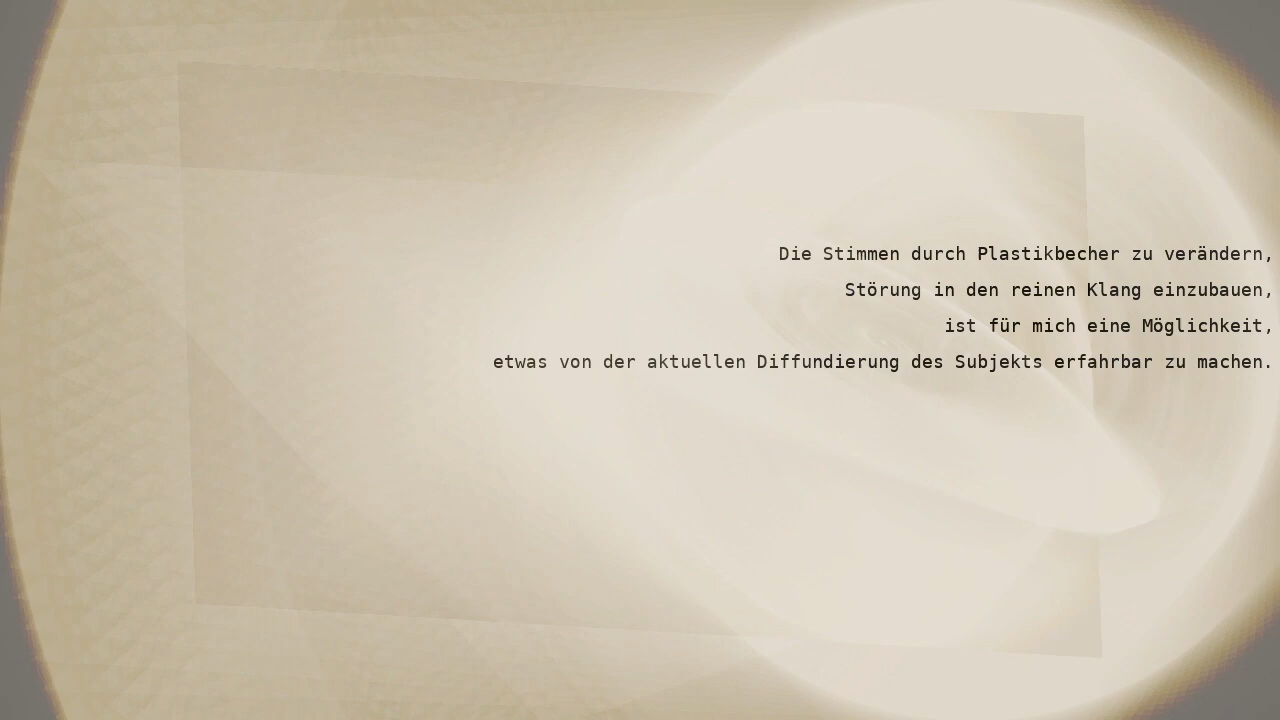 Die Stimmen durch Plastikbecher zu verändern,
Störung in den reinen Klang einzubauen,
ist für mich eine Möglichkeit,
etwas von der aktuellen Diffundierung des Subjekts erfahrbar zu machen.